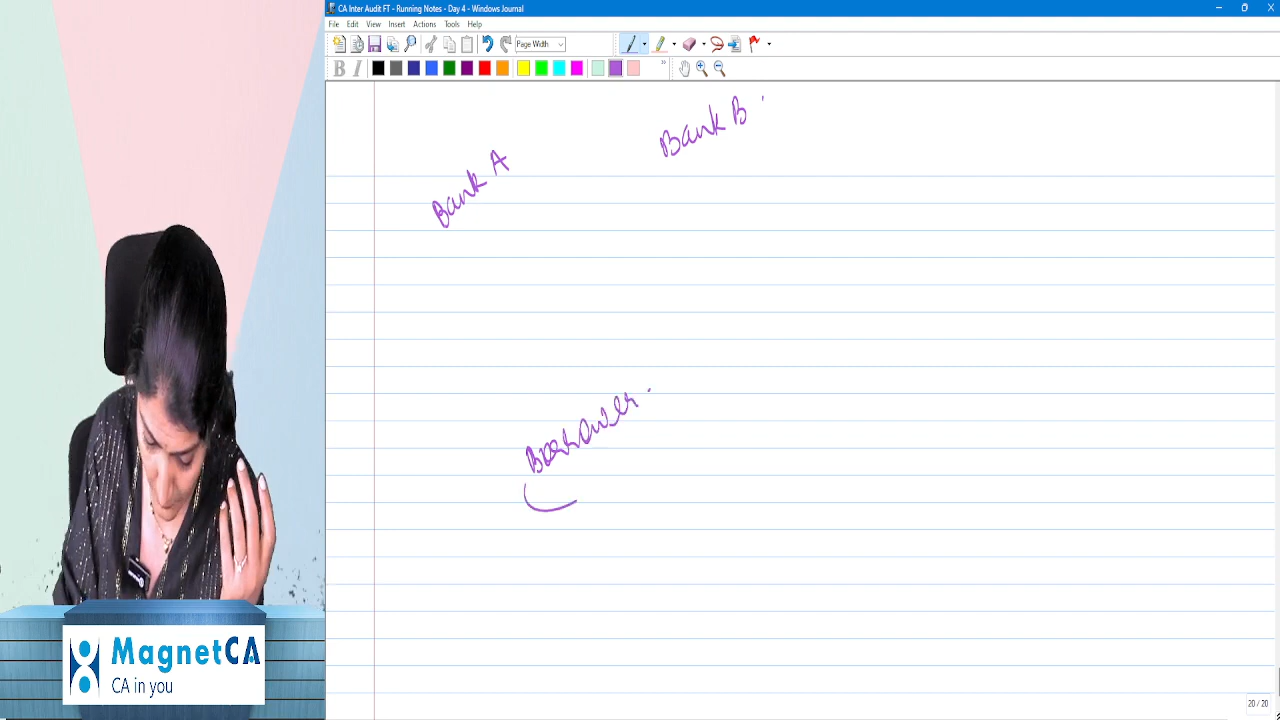 CA Inter Audit FT - Running Notes - Day 4 - Windows Journal
File Edit View Insert Actions Tools Help
Page Width
B I
Bank B
Bank A
Borrower
MagnetCA
CA in you
20 / 20